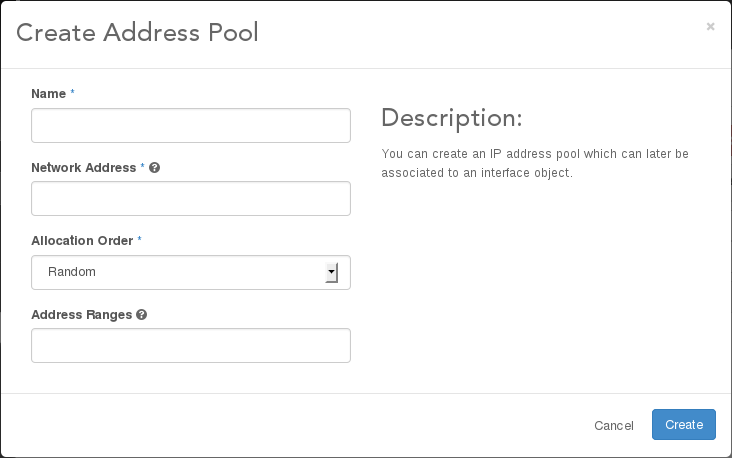 Create Address Pool
×
Name *
Network Address * ?
Allocation Order *
Random
Address Ranges ?
Description:
You can create an IP address pool which can later be
associated to an interface object.
Cancel
Create